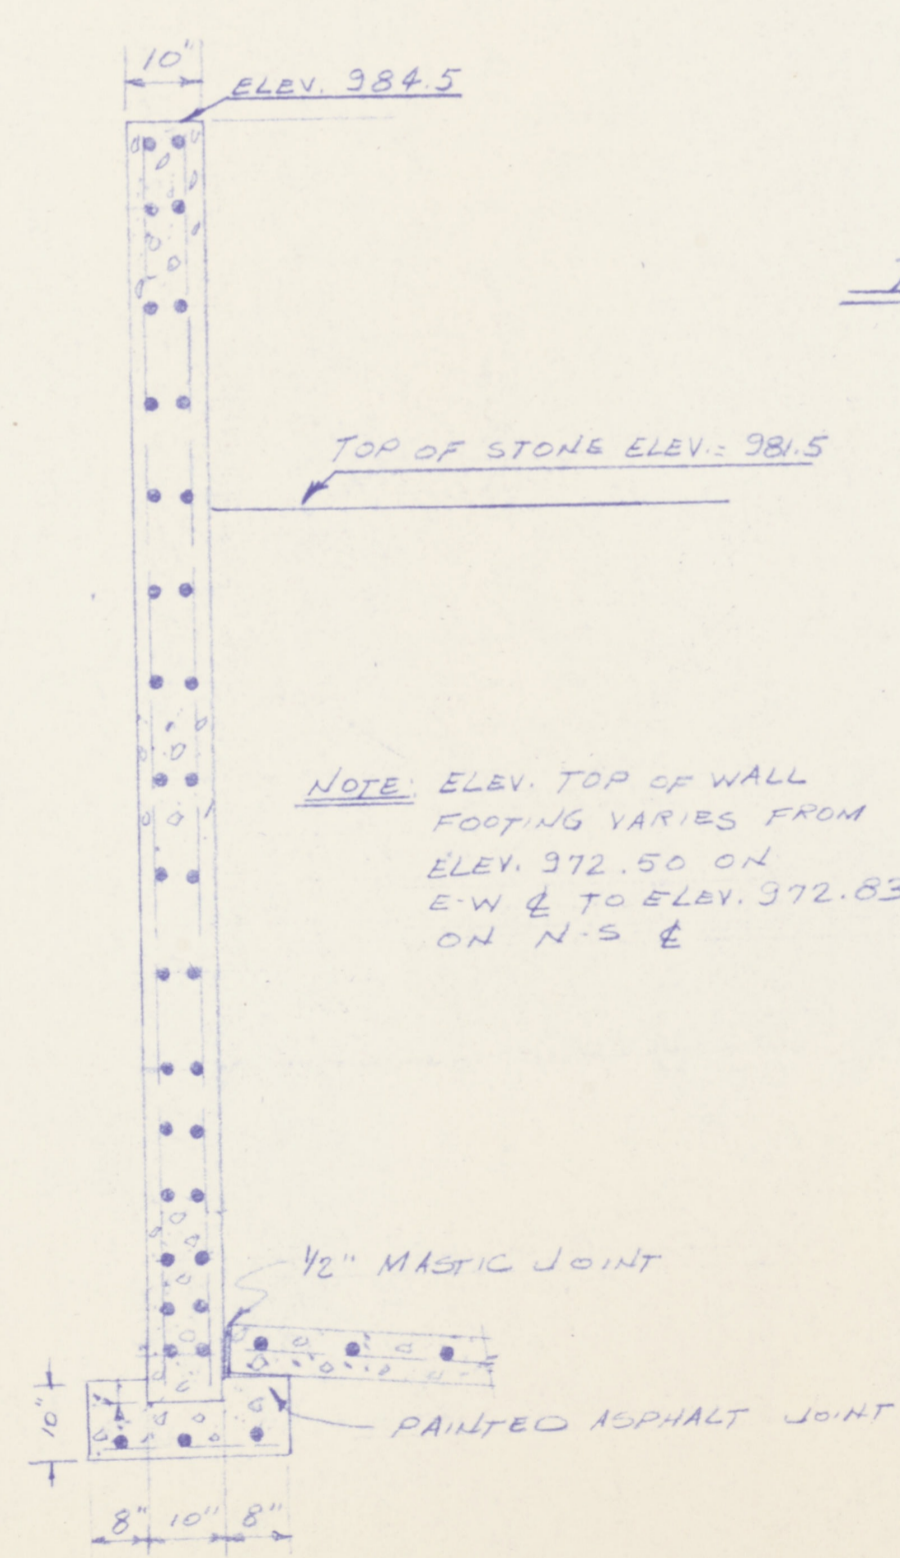 10"
ELEV. 984.5
TOP OF STONE ELEV.= 981.5
NOTE: ELEV. TOP OF WALL
FOOTING VARIES FROM
ELEV. 972.50 ON
E-W ℄ TO ELEV. 972.83
ON N-S ℄
1/2" MASTIC JOINT
10"
PAINTED ASPHALT JOINT
8" 10" 8"